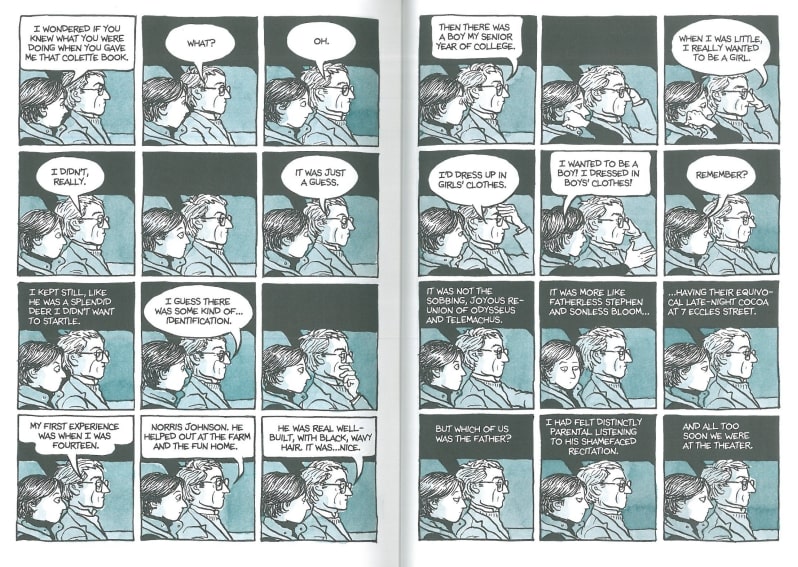 I WONDERED IF YOU
KNEW WHAT YOU WERE
DOING WHEN YOU GAVE
ME THAT COLETTE BOOK.
WHAT?
OH.
I DIDN'T,
REALLY.
IT WAS JUST
A GUESS.
I KEPT STILL, LIKE
HE WAS A SPLENDID
DEER I DIDN'T WANT
TO STARTLE.
I GUESS THERE
WAS SOME KIND OF...
IDENTIFICATION.
MY FIRST EXPERIENCE
WAS WHEN I WAS
FOURTEEN.
NORRIS JOHNSON. HE
HELPED OUT AT THE FARM
AND THE FUN HOME.
HE WAS REAL WELL-
BUILT, WITH BLACK, WAVY
HAIR. IT WAS...NICE.
THEN THERE WAS
A BOY MY SENIOR
YEAR OF COLLEGE.
WHEN I WAS LITTLE,
I REALLY WANTED
TO BE A GIRL.
I'D DRESS UP IN
GIRLS' CLOTHES.
I WANTED TO BE A
BOY! I DRESSED IN
BOYS' CLOTHES!
REMEMBER?
IT WAS NOT THE
SOBBING, JOYOUS RE-
UNION OF ODYSSEUS
AND TELEMACHUS.
IT WAS MORE LIKE
FATHERLESS STEPHEN
AND SONLESS BLOOM...
...HAVING THEIR EQUIVO-
CAL LATE-NIGHT COCOA
AT 7 ECCLES STREET.
BUT WHICH OF US
WAS THE FATHER?
I HAD FELT DISTINCTLY
PARENTAL LISTENING
TO HIS SHAMEFACED
RECITATION.
AND ALL TOO
SOON WE WERE
AT THE THEATER.